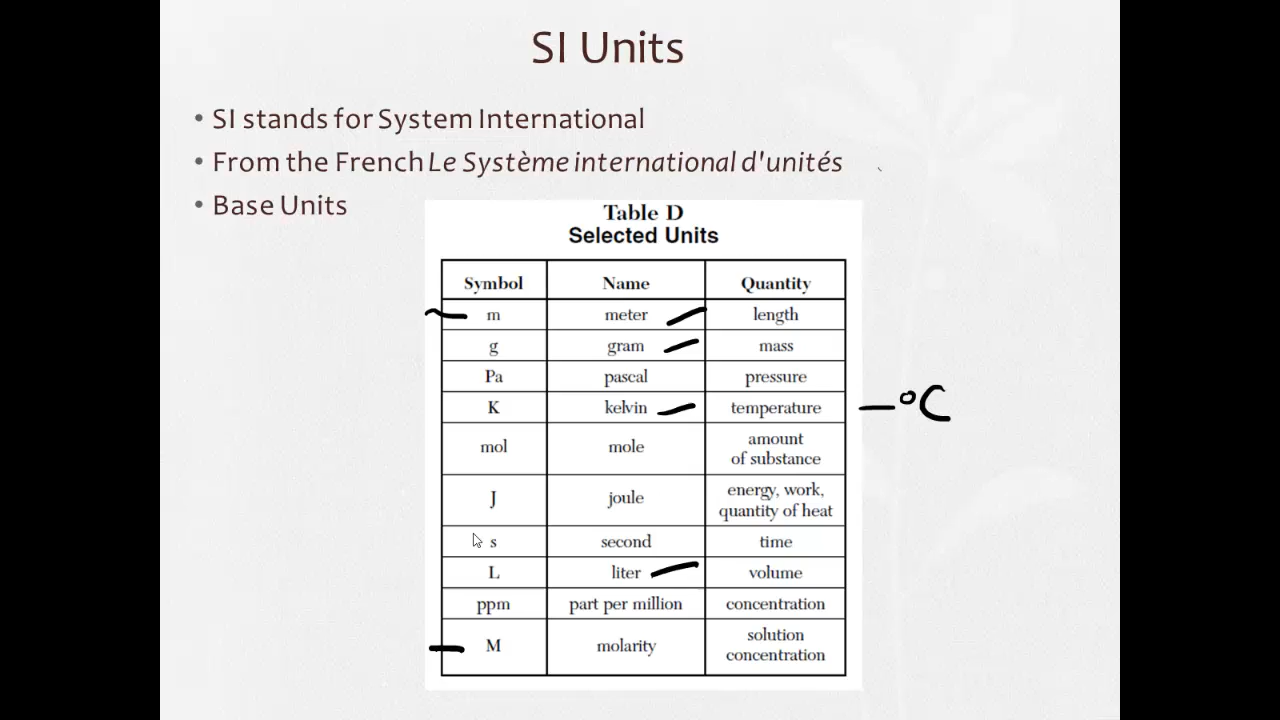 SI Units
• SI stands for System International
• From the French Le Système international d'unités
• Base Units
Table D
Selected Units
Symbol Name Quantity
m meter length
g gram mass
Pa pascal pressure
K kelvin temperature —°C
mol mole amount
of substance
J joule energy, work,
quantity of heat
s second time
L liter volume
ppm part per million concentration
M molarity solution
concentration